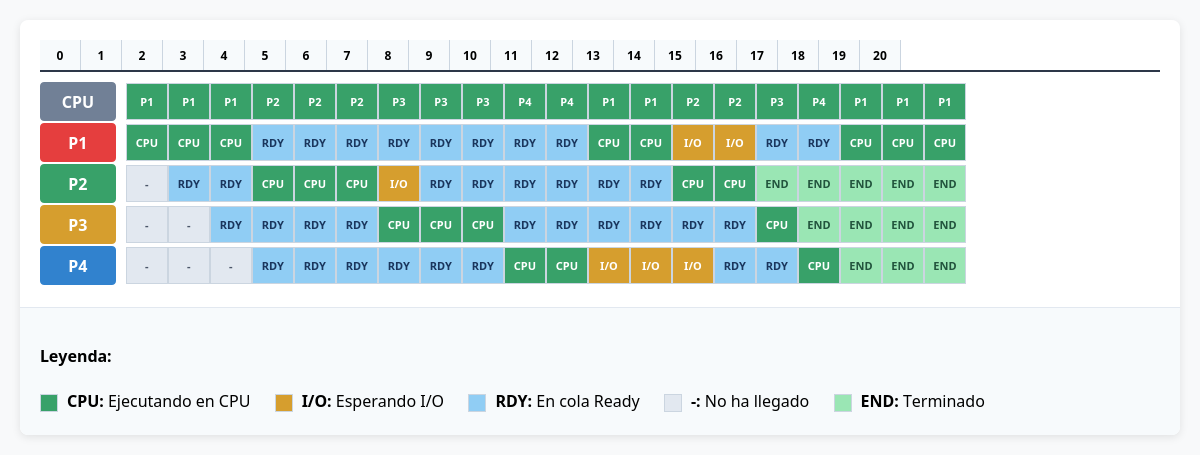 0 1 2 3 4 5 6 7 8 9 10 11 12 13 14 15 16 17 18 19 20
CPU P1 P1 P1 P2 P2 P2 P3 P3 P3 P4 P4 P1 P1 P2 P2 P3 P4 P1 P1 P1
P1 CPU CPU CPU RDY RDY RDY RDY RDY RDY RDY RDY CPU CPU I/O I/O RDY RDY CPU CPU CPU
P2 - RDY RDY CPU CPU CPU I/O RDY RDY RDY RDY RDY RDY CPU CPU END END END END END
P3 - - RDY RDY RDY RDY CPU CPU CPU RDY RDY RDY RDY RDY RDY CPU END END END END
P4 - - - RDY RDY RDY RDY RDY RDY CPU CPU I/O I/O I/O RDY RDY CPU END END END
Leyenda:
CPU: Ejecutando en CPU I/O: Esperando I/O RDY: En cola Ready -: No ha llegado END: Terminado